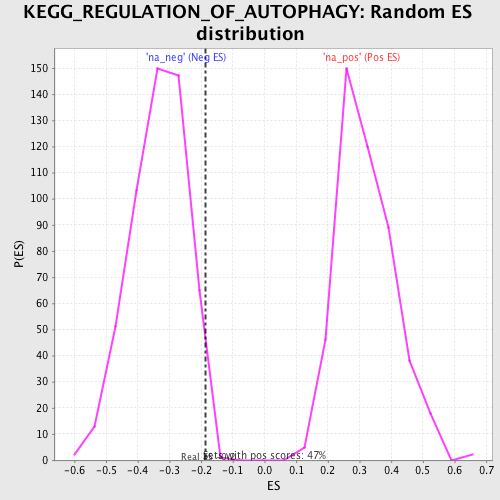 KEGG_REGULATION_OF_AUTOPHAGY: Random ES
distribution
'na_neg' (Neg ES)
'na_pos' (Pos ES)
150
140
130
120
110
100
90
80
70
60
50
40
30
20
10
0
P(ES)
Real ES
Sets with pos scores: 47%
-0.6 -0.5 -0.4 -0.3 -0.2 -0.1 0.0 0.1 0.2 0.3 0.4 0.5 0.6 0.7
ES